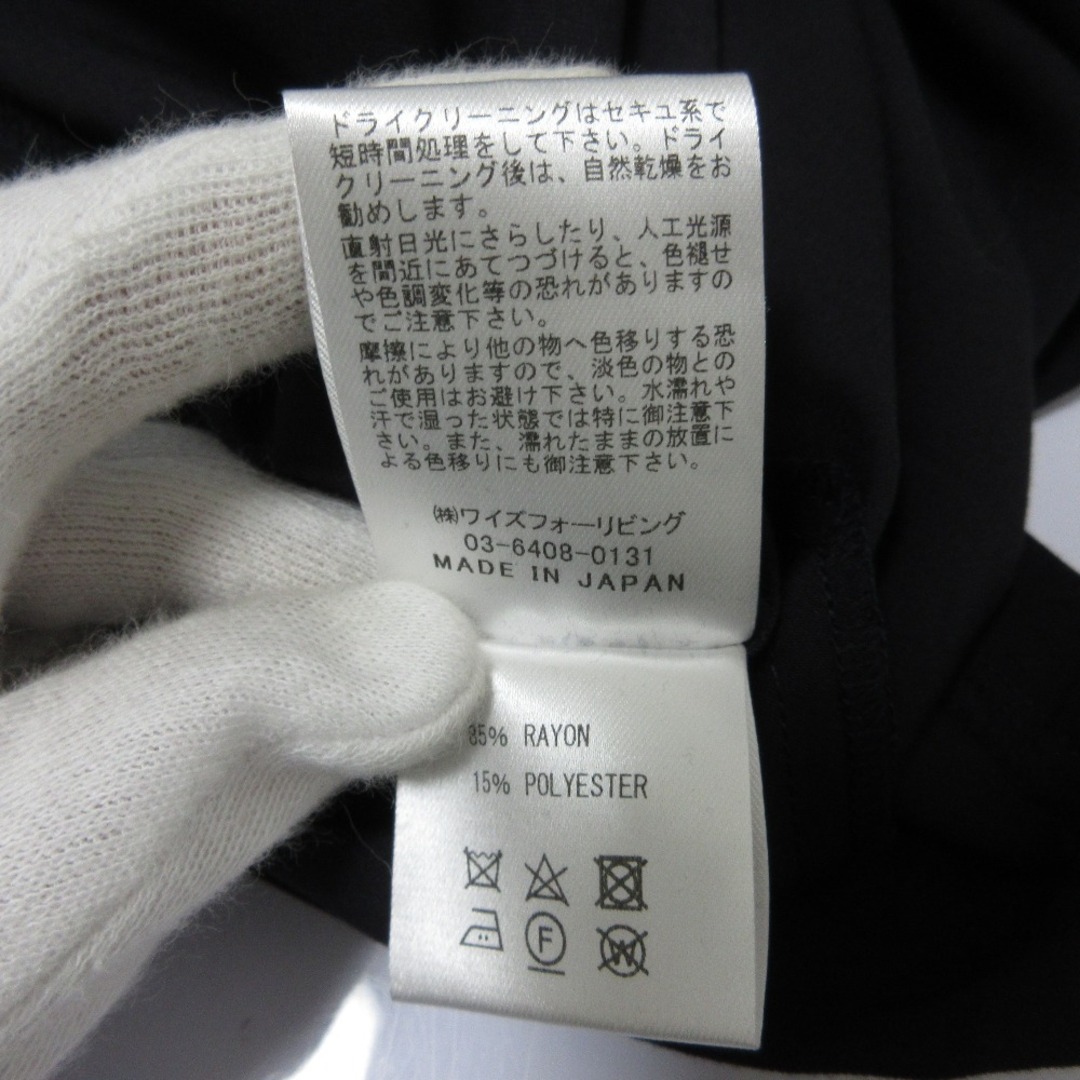 ドライクリーニングはセキユ系で
短時間処理をして下さい。ドライ
クリーニング後は、自然乾燥をお
勧めします。
直射日光にさらしたり、人工光源
を間近にあてつづけると、色褪せ
や色調変化等の恐れがありますの
でご注意下さい。
摩擦により他の物へ色移りする恐
れがありますので、淡色の物との
ご使用はお避け下さい。水濡れや
汗で湿った状態では特に御注意下
さい。また、濡れたままの放置に
よる色移りにも御注意下さい。
㈱ワイズフォーリビング
03-6408-0131
MADE IN JAPAN
85% RAYON
15% POLYESTER
F
W